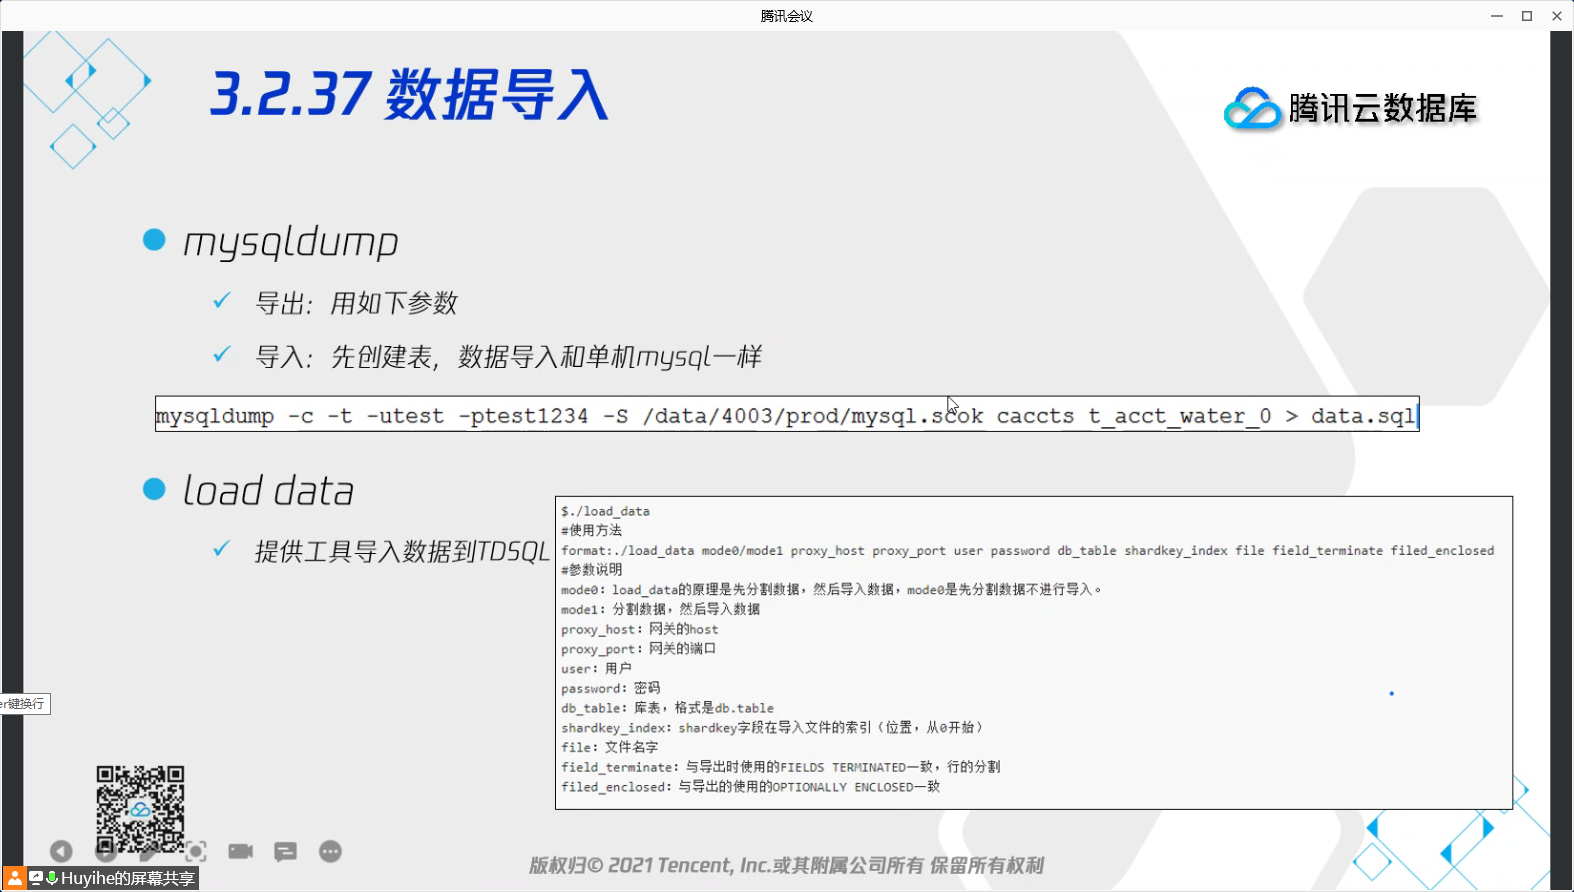 腾讯会议
3.2.37 数据导入
腾讯云数据库
mysqldump
导出：用如下参数
导入：先创建表，数据导入和单机mysql一样
mysqldump -c -t -utest -ptest1234 -S /data/4003/prod/mysql.scok caccts t_acct_water_0 > data.sql
load data
提供工具导入数据到TDSQL
$./load_data
#使用方法
format:./load_data mode0/mode1 proxy_host proxy_port user password db_table shardkey_index file field_terminate filed_enclosed
#参数说明
mode0：load_data的原理是先分割数据，然后导入数据，mode0是先分割数据不进行导入。
mode1：分割数据，然后导入数据
proxy_host：网关的host
proxy_port：网关的端口
user：用户
password：密码
db_table：库表，格式是db.table
shardkey_index：shardkey字段在导入文件的索引（位置，从0开始）
file：文件名字
field_terminate：与导出时使用的FIELDS TERMINATED一致，行的分割
filed_enclosed：与导出的使用的OPTIONALLY ENCLOSED一致
er键换行
版权归© 2021 Tencent, Inc.或其附属公司所有 保留所有权利
Huyihe的屏幕共享